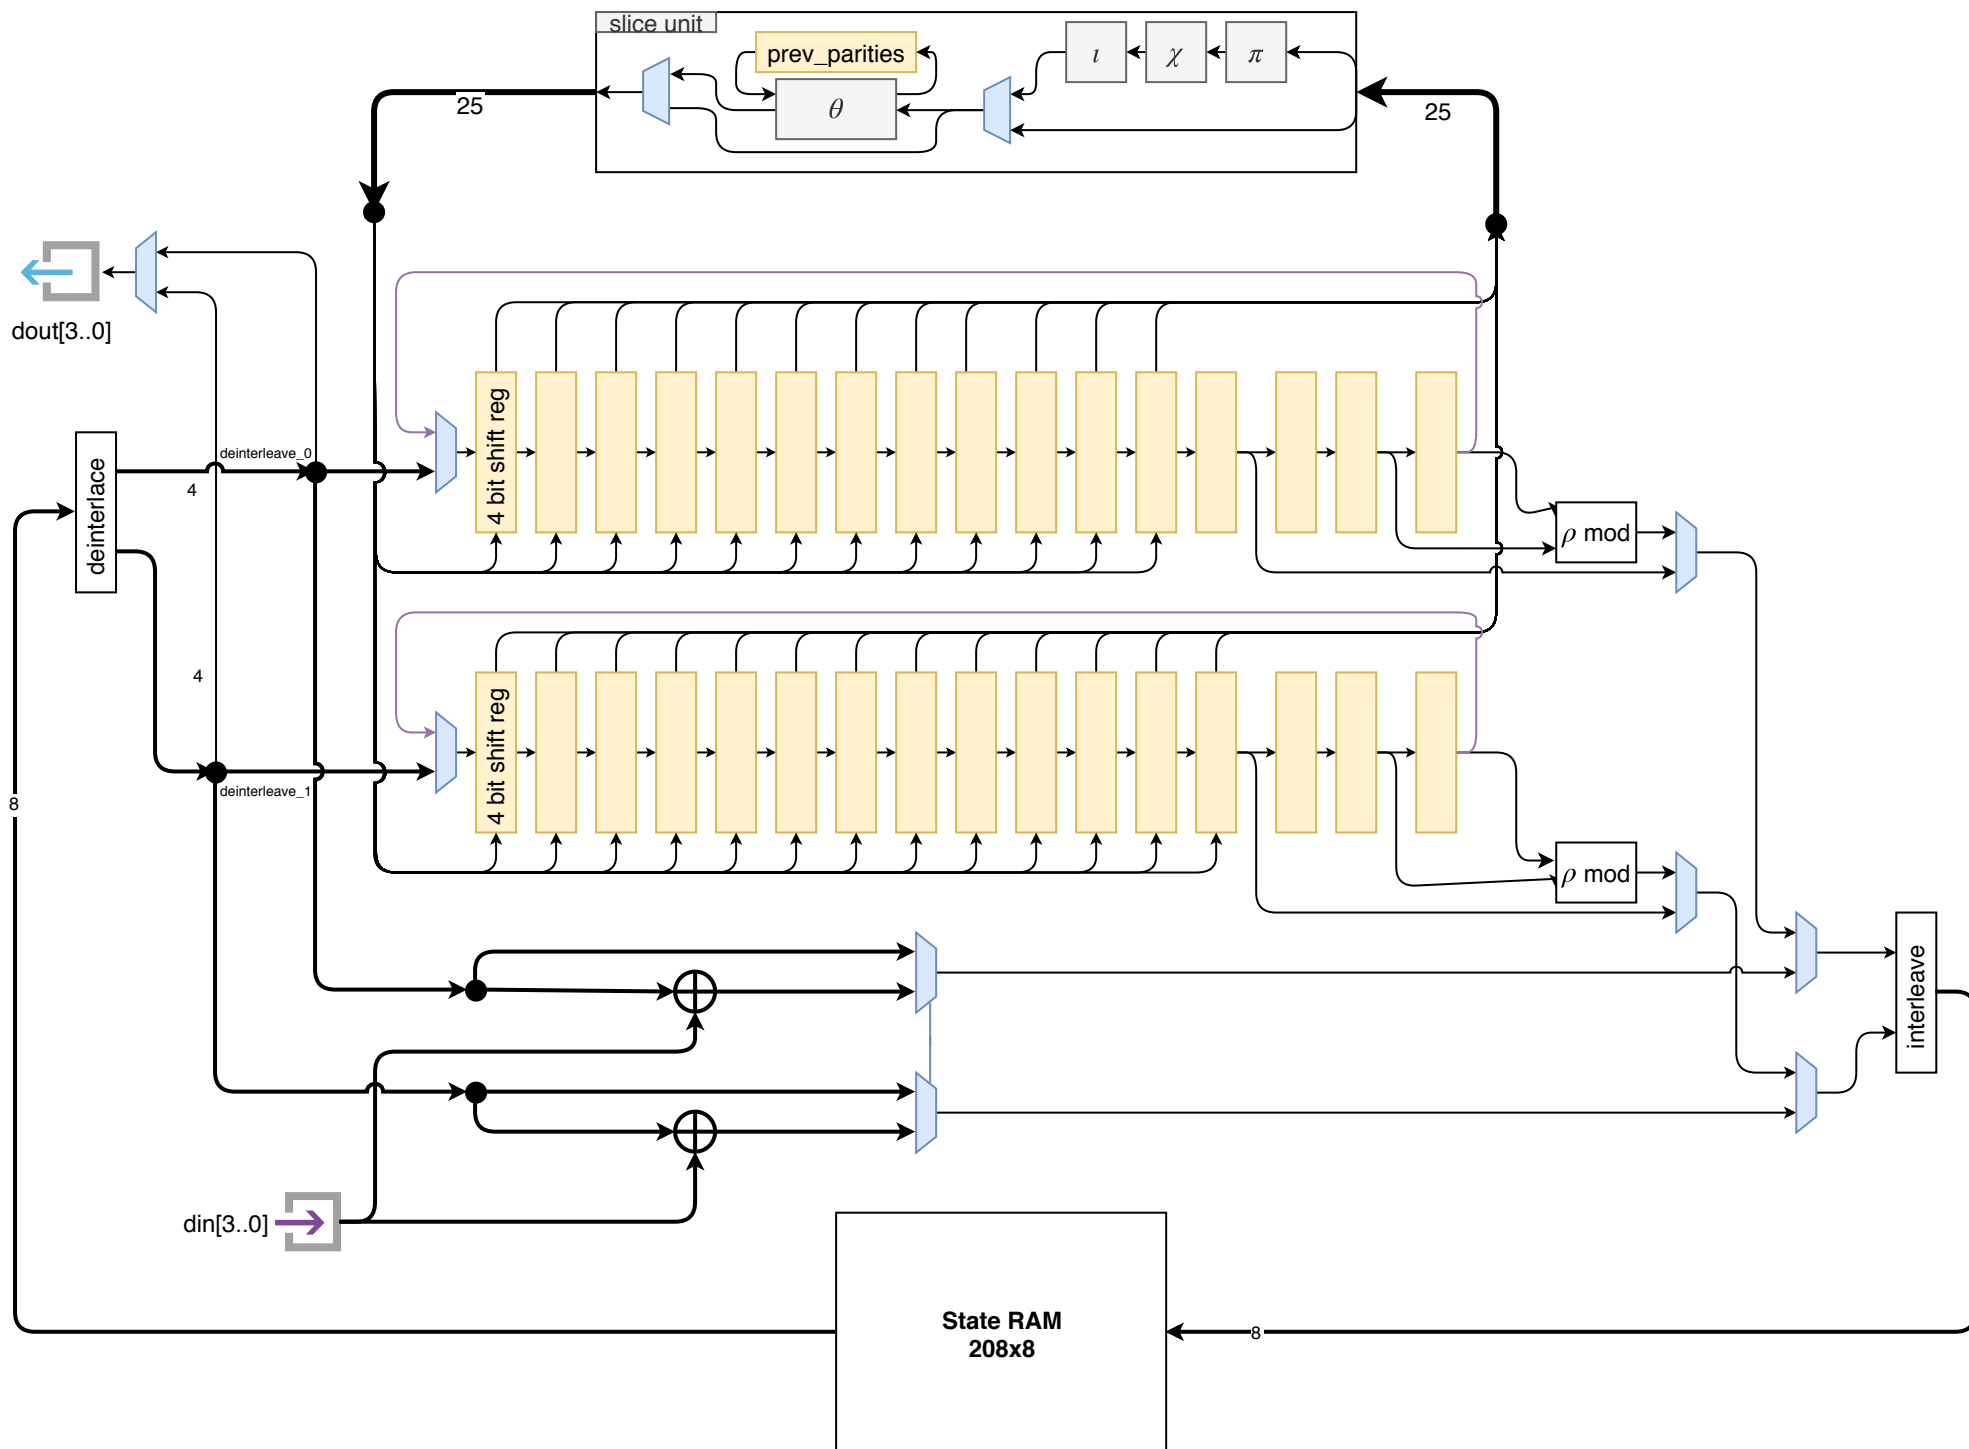 slice unit
prev_parities
ι
χ
π
θ
25
25
dout[3..0]
4 bit shift reg
deinterleave_0
4
deinterlace
ρ mod
4
4 bit shift reg
deinterleave_1
8
ρ mod
interleave
din[3..0]
State RAM
208x8
8